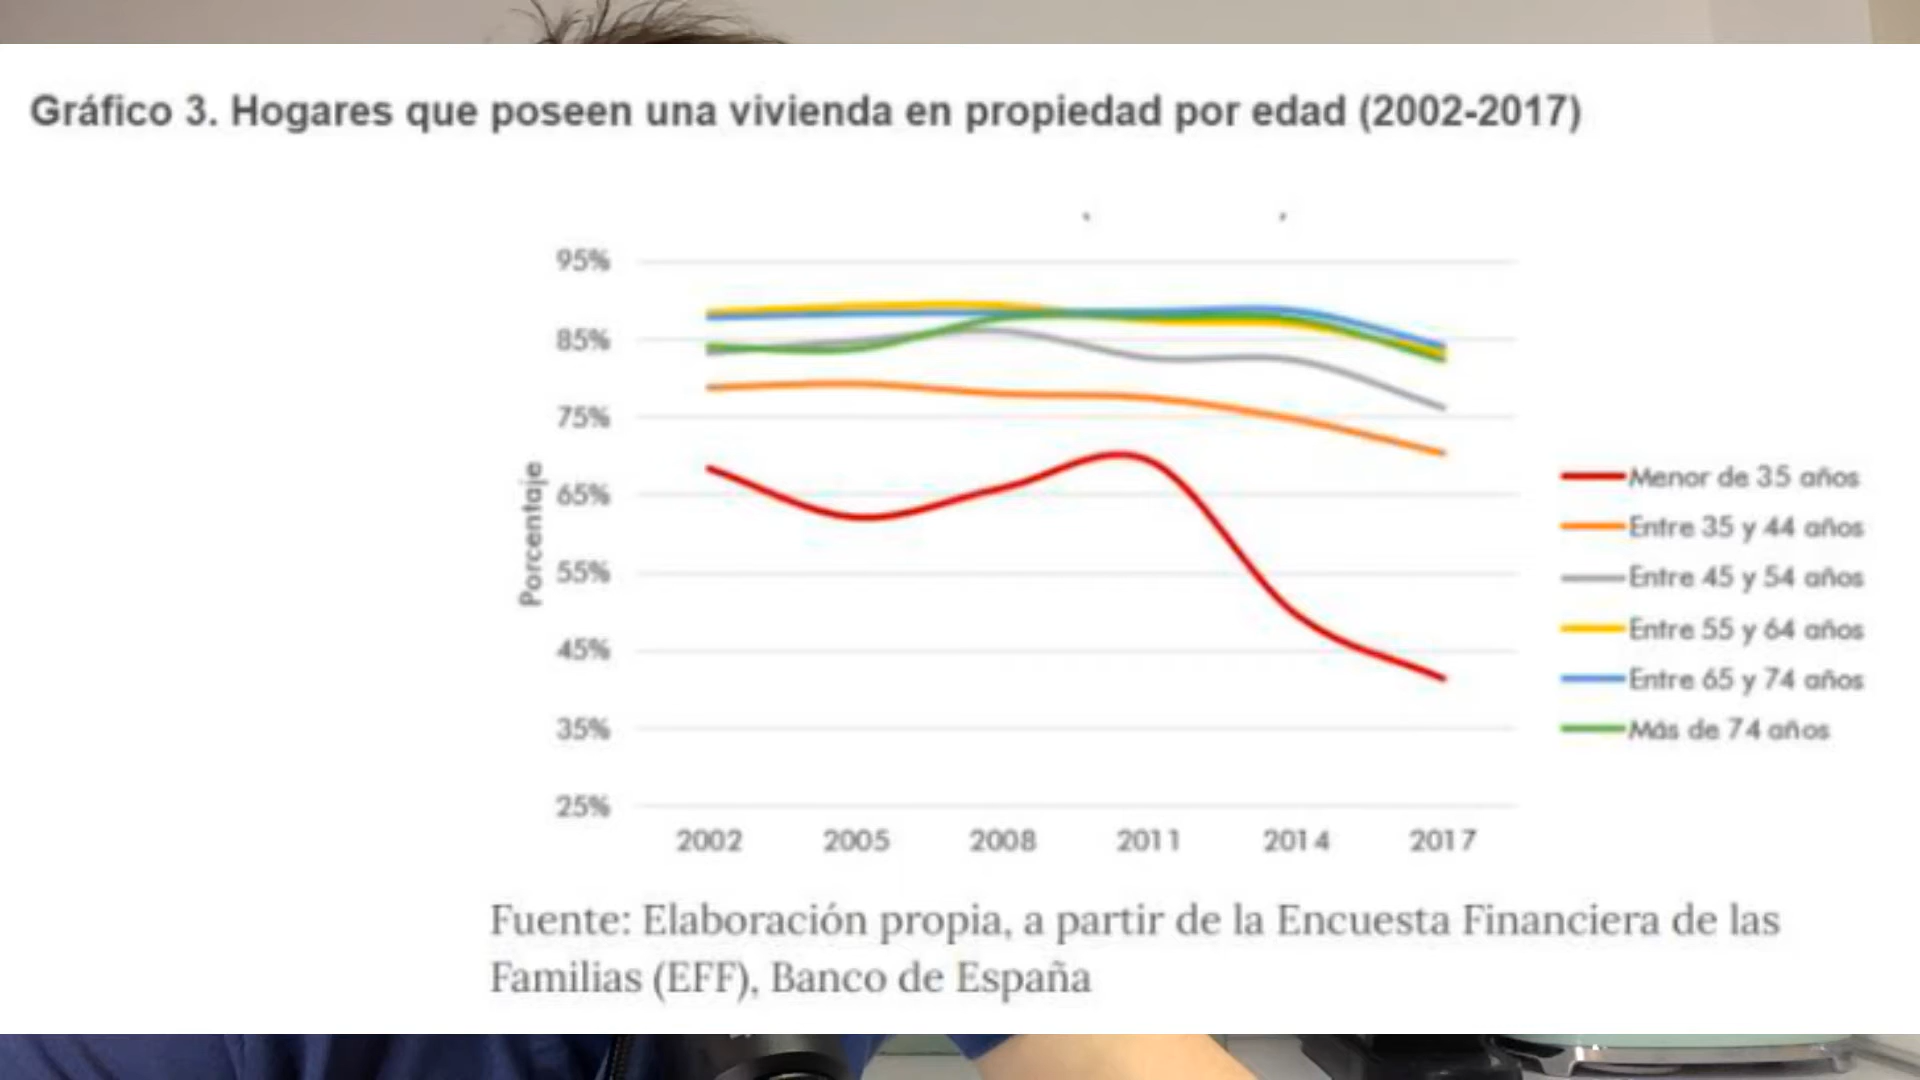 Gráfico 3. Hogares que poseen una vivienda en propiedad por edad (2002-2017)
95%
85%
75%
65%
55%
45%
35%
25%
Porcentaje
2002 2005 2008 2011 2014 2017
Menor de 35 años
Entre 35 y 44 años
Entre 45 y 54 años
Entre 55 y 64 años
Entre 65 y 74 años
Más de 74 años
Fuente: Elaboración propia, a partir de la Encuesta Financiera de las
Familias (EFF), Banco de España